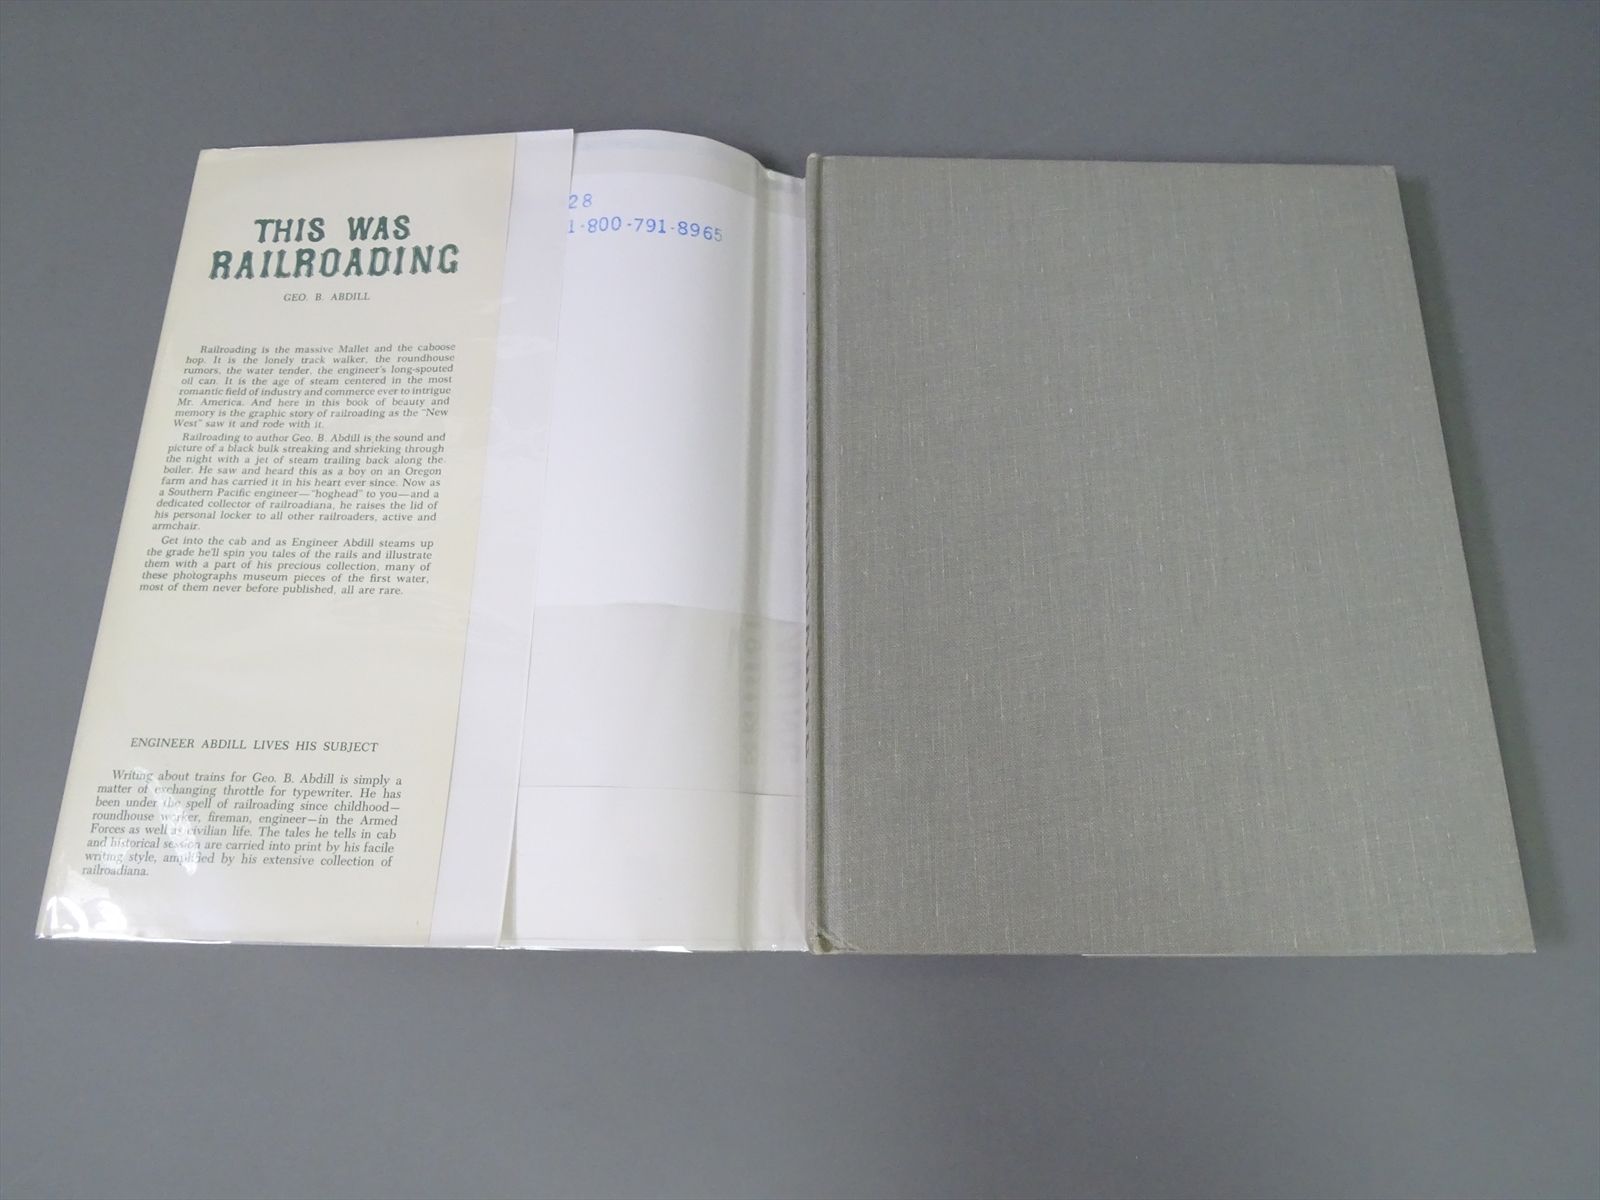 THIS WAS
RAILROADING
GEO. B. ABDILL
Railroading is the massive Mallet and the caboose
hop. It is the lonely track walker, the roundhouse
rumors, the water tender, the engineer's long-spouted
oil can. It is the age of steam centered in the most
romantic field of industry and commerce ever to intrigue
Mr. America. And here in this book of beauty and
memory is the graphic story of railroading as the "New
West" saw it and rode with it.
Railroading to author Geo. B. Abdill is the sound and
picture of a black bulk streaking and shrieking through
the night with a jet of steam trailing back along the
boiler. He saw and heard this as a boy on an Oregon
farm and has carried it in his heart ever since. Now as
a Southern Pacific engineer—"hoghead" to you—and a
dedicated collector of railroadiana, he raises the lid of
his personal locker to all other railroaders, active and
armchair.
Get into the cab and as Engineer Abdill steams up
the grade he'll spin you tales of the rails and illustrate
them with a part of his precious collection, many of
these photographs museum pieces of the first water,
most of them never before published, all are rare.
ENGINEER ABDILL LIVES HIS SUBJECT
Writing about trains for Geo. B. Abdill is simply a
matter of exchanging throttle for typewriter. He has
been under the spell of railroading since childhood—
roundhouse worker, fireman, engineer—in the Armed
Forces as well as civilian life. The tales he tells in cab
and historical session are carried into print by his facile
writing style, amplified by his extensive collection of
railroadiana.
28
1-800-791-8965